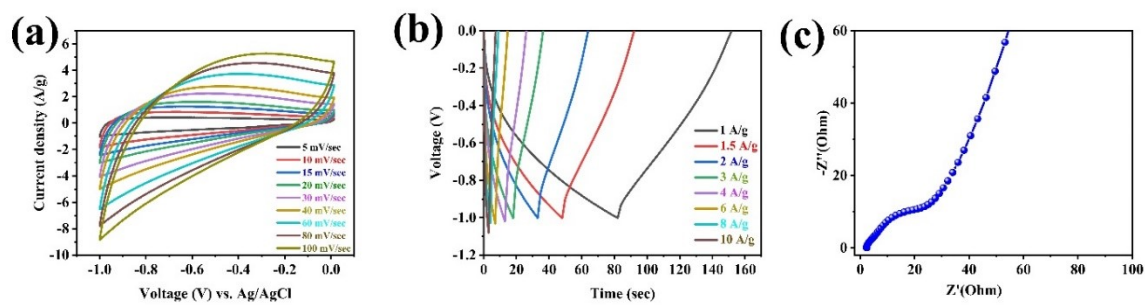 (a)
6
4
2
0
-2
-4
-6
-8
-10
-1.0
-0.8
-0.6
-0.4
-0.2
0.0
Current density (A/g)
Voltage (V) vs. Ag/AgCl
5 mV/sec
10 mV/sec
15 mV/sec
20 mV/sec
30 mV/sec
40 mV/sec
60 mV/sec
80 mV/sec
100 mV/sec
(b)
0.0
-0.2
-0.4
-0.6
-0.8
-1.0
-1.2
0
20
40
60
80
100
120
140
160
Voltage (V)
Time (sec)
1 A/g
1.5 A/g
2 A/g
3 A/g
4 A/g
6 A/g
8 A/g
10 A/g
(c)
60
40
20
0
0
20
40
60
80
100
-Z''(Ohm)
Z'(Ohm)